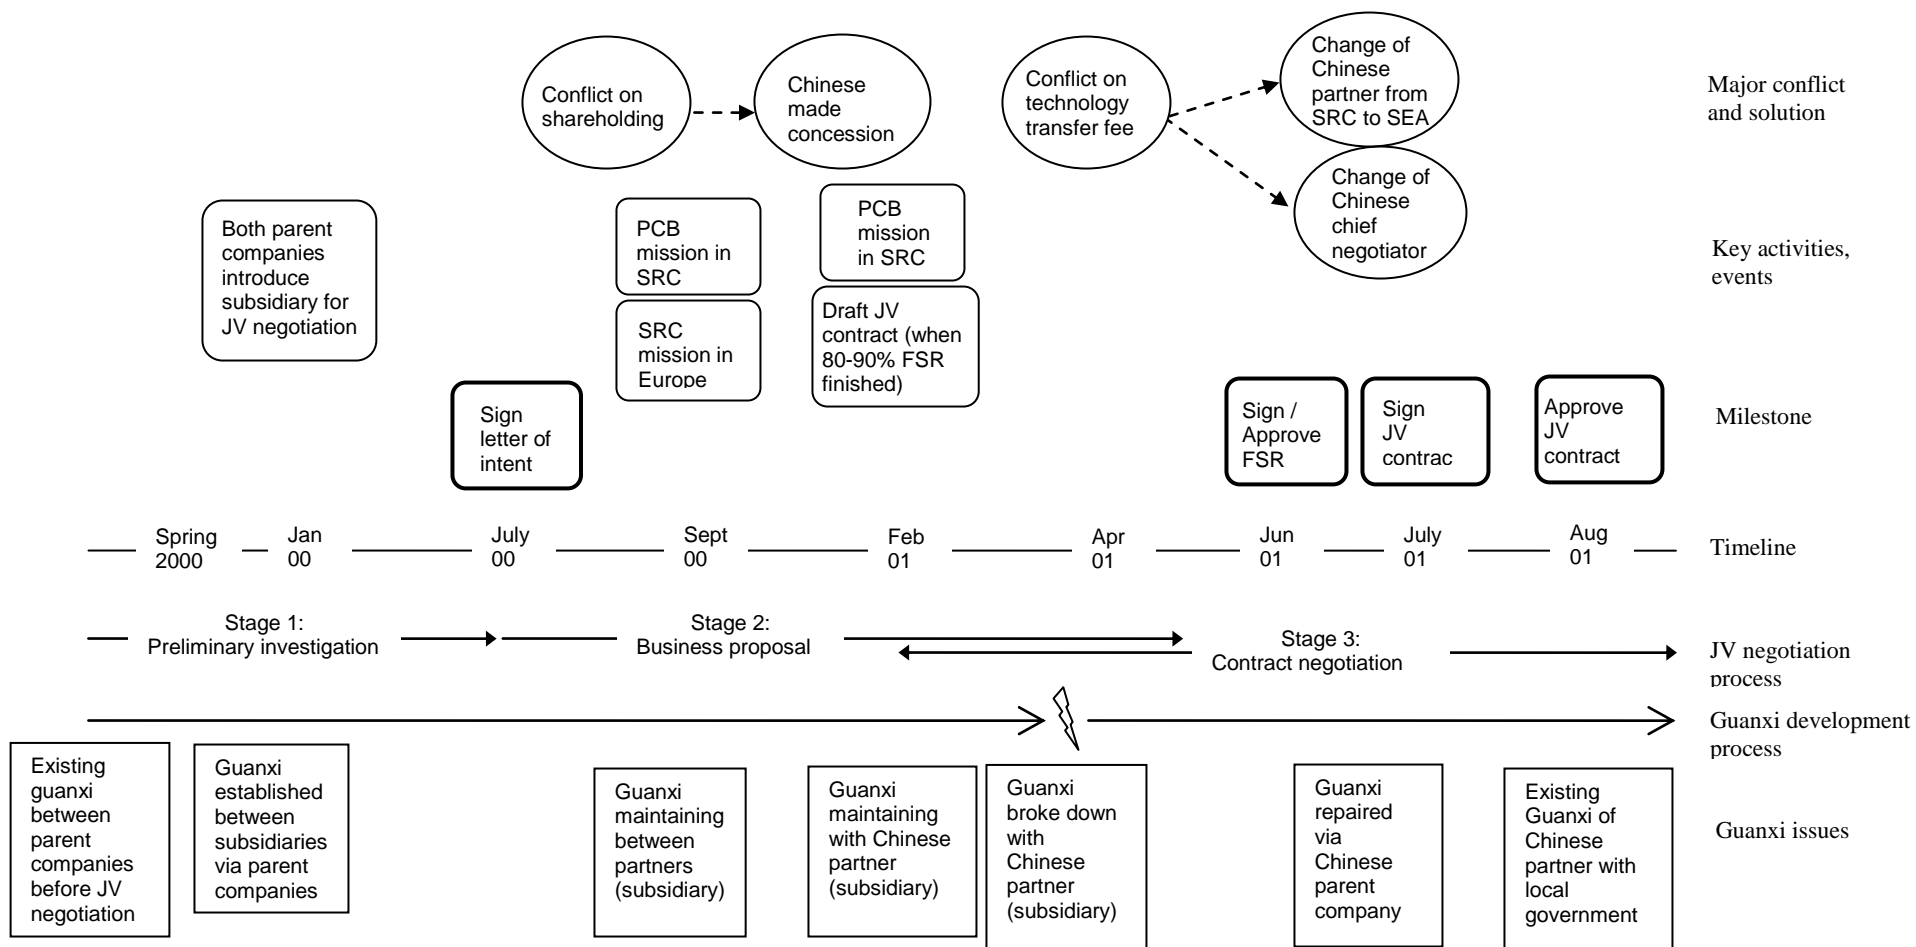 Conflict on
shareholding
Chinese
made
concession
Conflict on
technology
transfer fee
Change of
Chinese
partner from
SRC to SEA
Change of
Chinese
chief
negotiator
Major conflict
and solution
Both parent
companies
introduce
subsidiary for
JV negotiation
PCB
mission in
SRC
SRC
mission in
Europe
PCB
mission
in SRC
Draft JV
contract (when
80-90% FSR
finished)
Key activities,
events
Sign
letter of
intent
Sign /
Approve
FSR
Sign
JV
contrac
Approve
JV
contract
Milestone
Spring
2000
Jan
00
July
00
Sept
00
Feb
01
Apr
01
Jun
01
July
01
Aug
01
Timeline
Stage 1:
Preliminary investigation
Stage 2:
Business proposal
Stage 3:
Contract negotiation
JV negotiation
process
Guanxi development
process
Existing
guanxi
between
parent
companies
before JV
negotiation
Guanxi
established
between
subsidiaries
via parent
companies
Guanxi
maintaining
between
partners
(subsidiary)
Guanxi
maintaining
with Chinese
partner
(subsidiary)
Guanxi
broke down
with
Chinese
partner
(subsidiary)
Guanxi
repaired
via
Chinese
parent
company
Existing
Guanxi of
Chinese
partner with
local
government
Guanxi issues